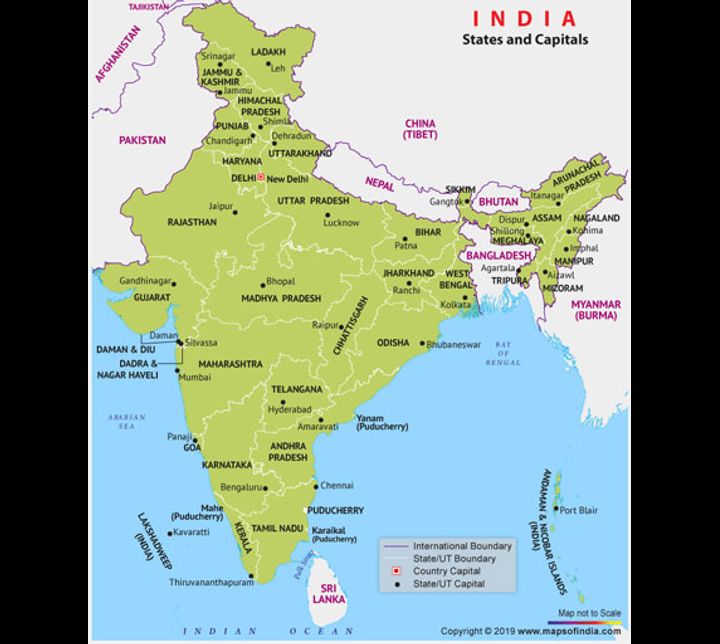 TAJIKISTAN
INDIA
States and Capitals
AFGHANISTAN
LADAKH
Srinagar
Leh
JAMMU &
KASHMIR
Jammu
HIMACHAL
PRADESH
CHINA
(TIBET)
PAKISTAN
PUNJAB
Shimla
Chandigarh
Dehradun
UTTARAKHAND
HARYANA
DELHI
New Delhi
NEPAL
SIKKIM
Gangtok
BHUTAN
ARUNACHAL
PRADESH
Itanagar
UTTAR PRADESH
Jaipur
RAJASTHAN
Lucknow
BIHAR
Patna
Dispur
ASSAM
NAGALAND
Shillong
MEGHALAYA
Kohima
Imphal
MANIPUR
BANGLADESH
Agartala
TRIPURA
Aizawl
MIZORAM
Gandhinagar
GUJARAT
Bhopal
MADHYA PRADESH
JHARKHAND
Ranchi
WEST
BENGAL
Kolkata
MYANMAR
(BURMA)
Raipur
CHHATTISGARH
ODISHA
Bhubaneswar
BAY
OF
BENGAL
Daman
Silvassa
DAMAN & DIU
DADRA &
NAGAR HAVELI
Mumbai
MAHARASHTRA
TELANGANA
Hyderabad
Amaravati
Yanam
(Puducherry)
ARABIAN
SEA
Panaji
GOA
KARNATAKA
ANDHRA
PRADESH
Bengaluru
Chennai
Mahe
(Puducherry)
PUDUCHERRY
LAKSHADWEEP
(INDIA)
Kavaratti
KERALA
TAMIL NADU
Karaikal
(Puducherry)
ANDAMAN & NICOBAR ISLANDS
(INDIA)
Port Blair
Thiruvananthapuram
Palk Strait
SRI
LANKA
International Boundary
State/UT Boundary
Country Capital
State/UT Capital
Map not to Scale
INDIAN OCEAN
Copyright © 2019 www.mapsofindia.com